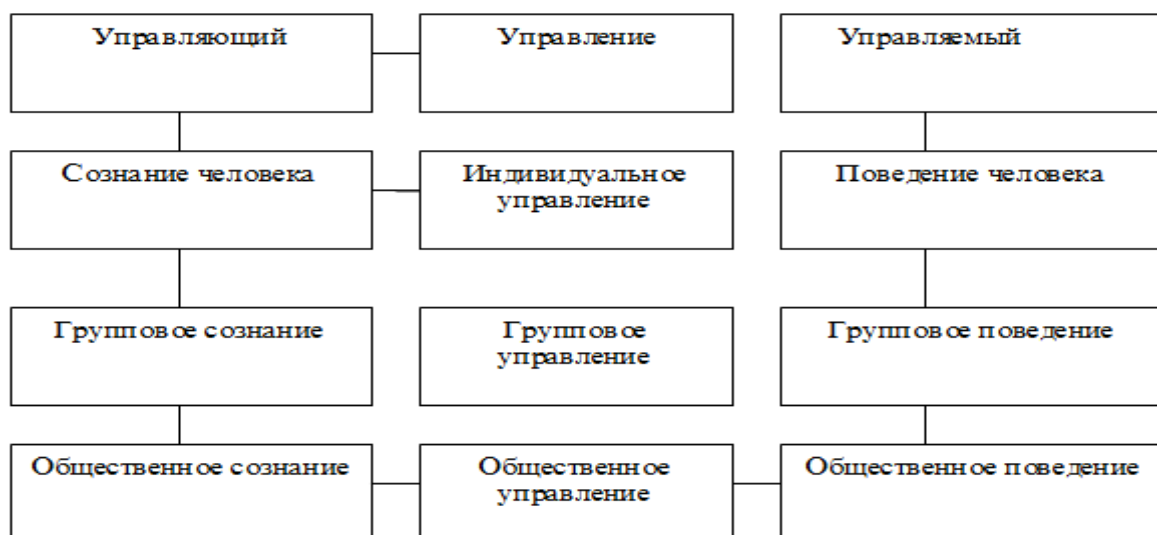 Управляющий
Управление
Управляемый
Сознание человека
Индивидуальное
управление
Поведение человека
Групповое сознание
Групповое
управление
Групповое поведение
Общественное сознание
Общественное
управление
Общественное поведение